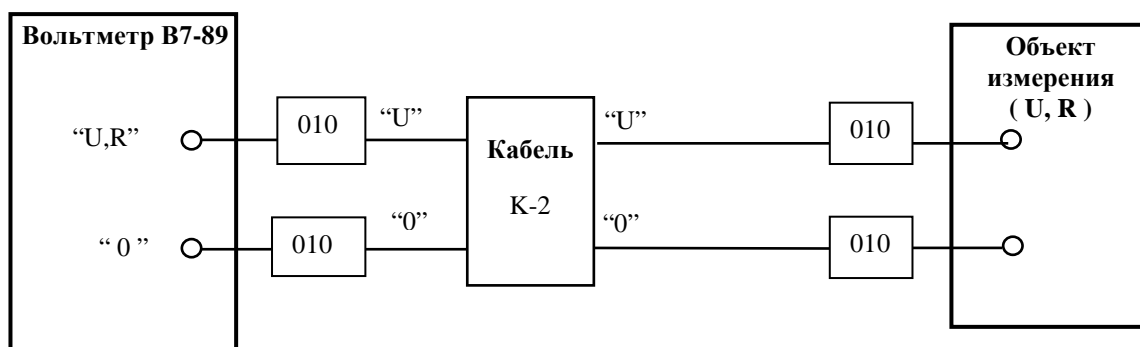 Вольтметр В7-89
Объект
измерения
( U, R )
“U,R”
010
“U”
Кабель
К-2
“U”
010
“ 0 ”
010
“0”
“0”
010